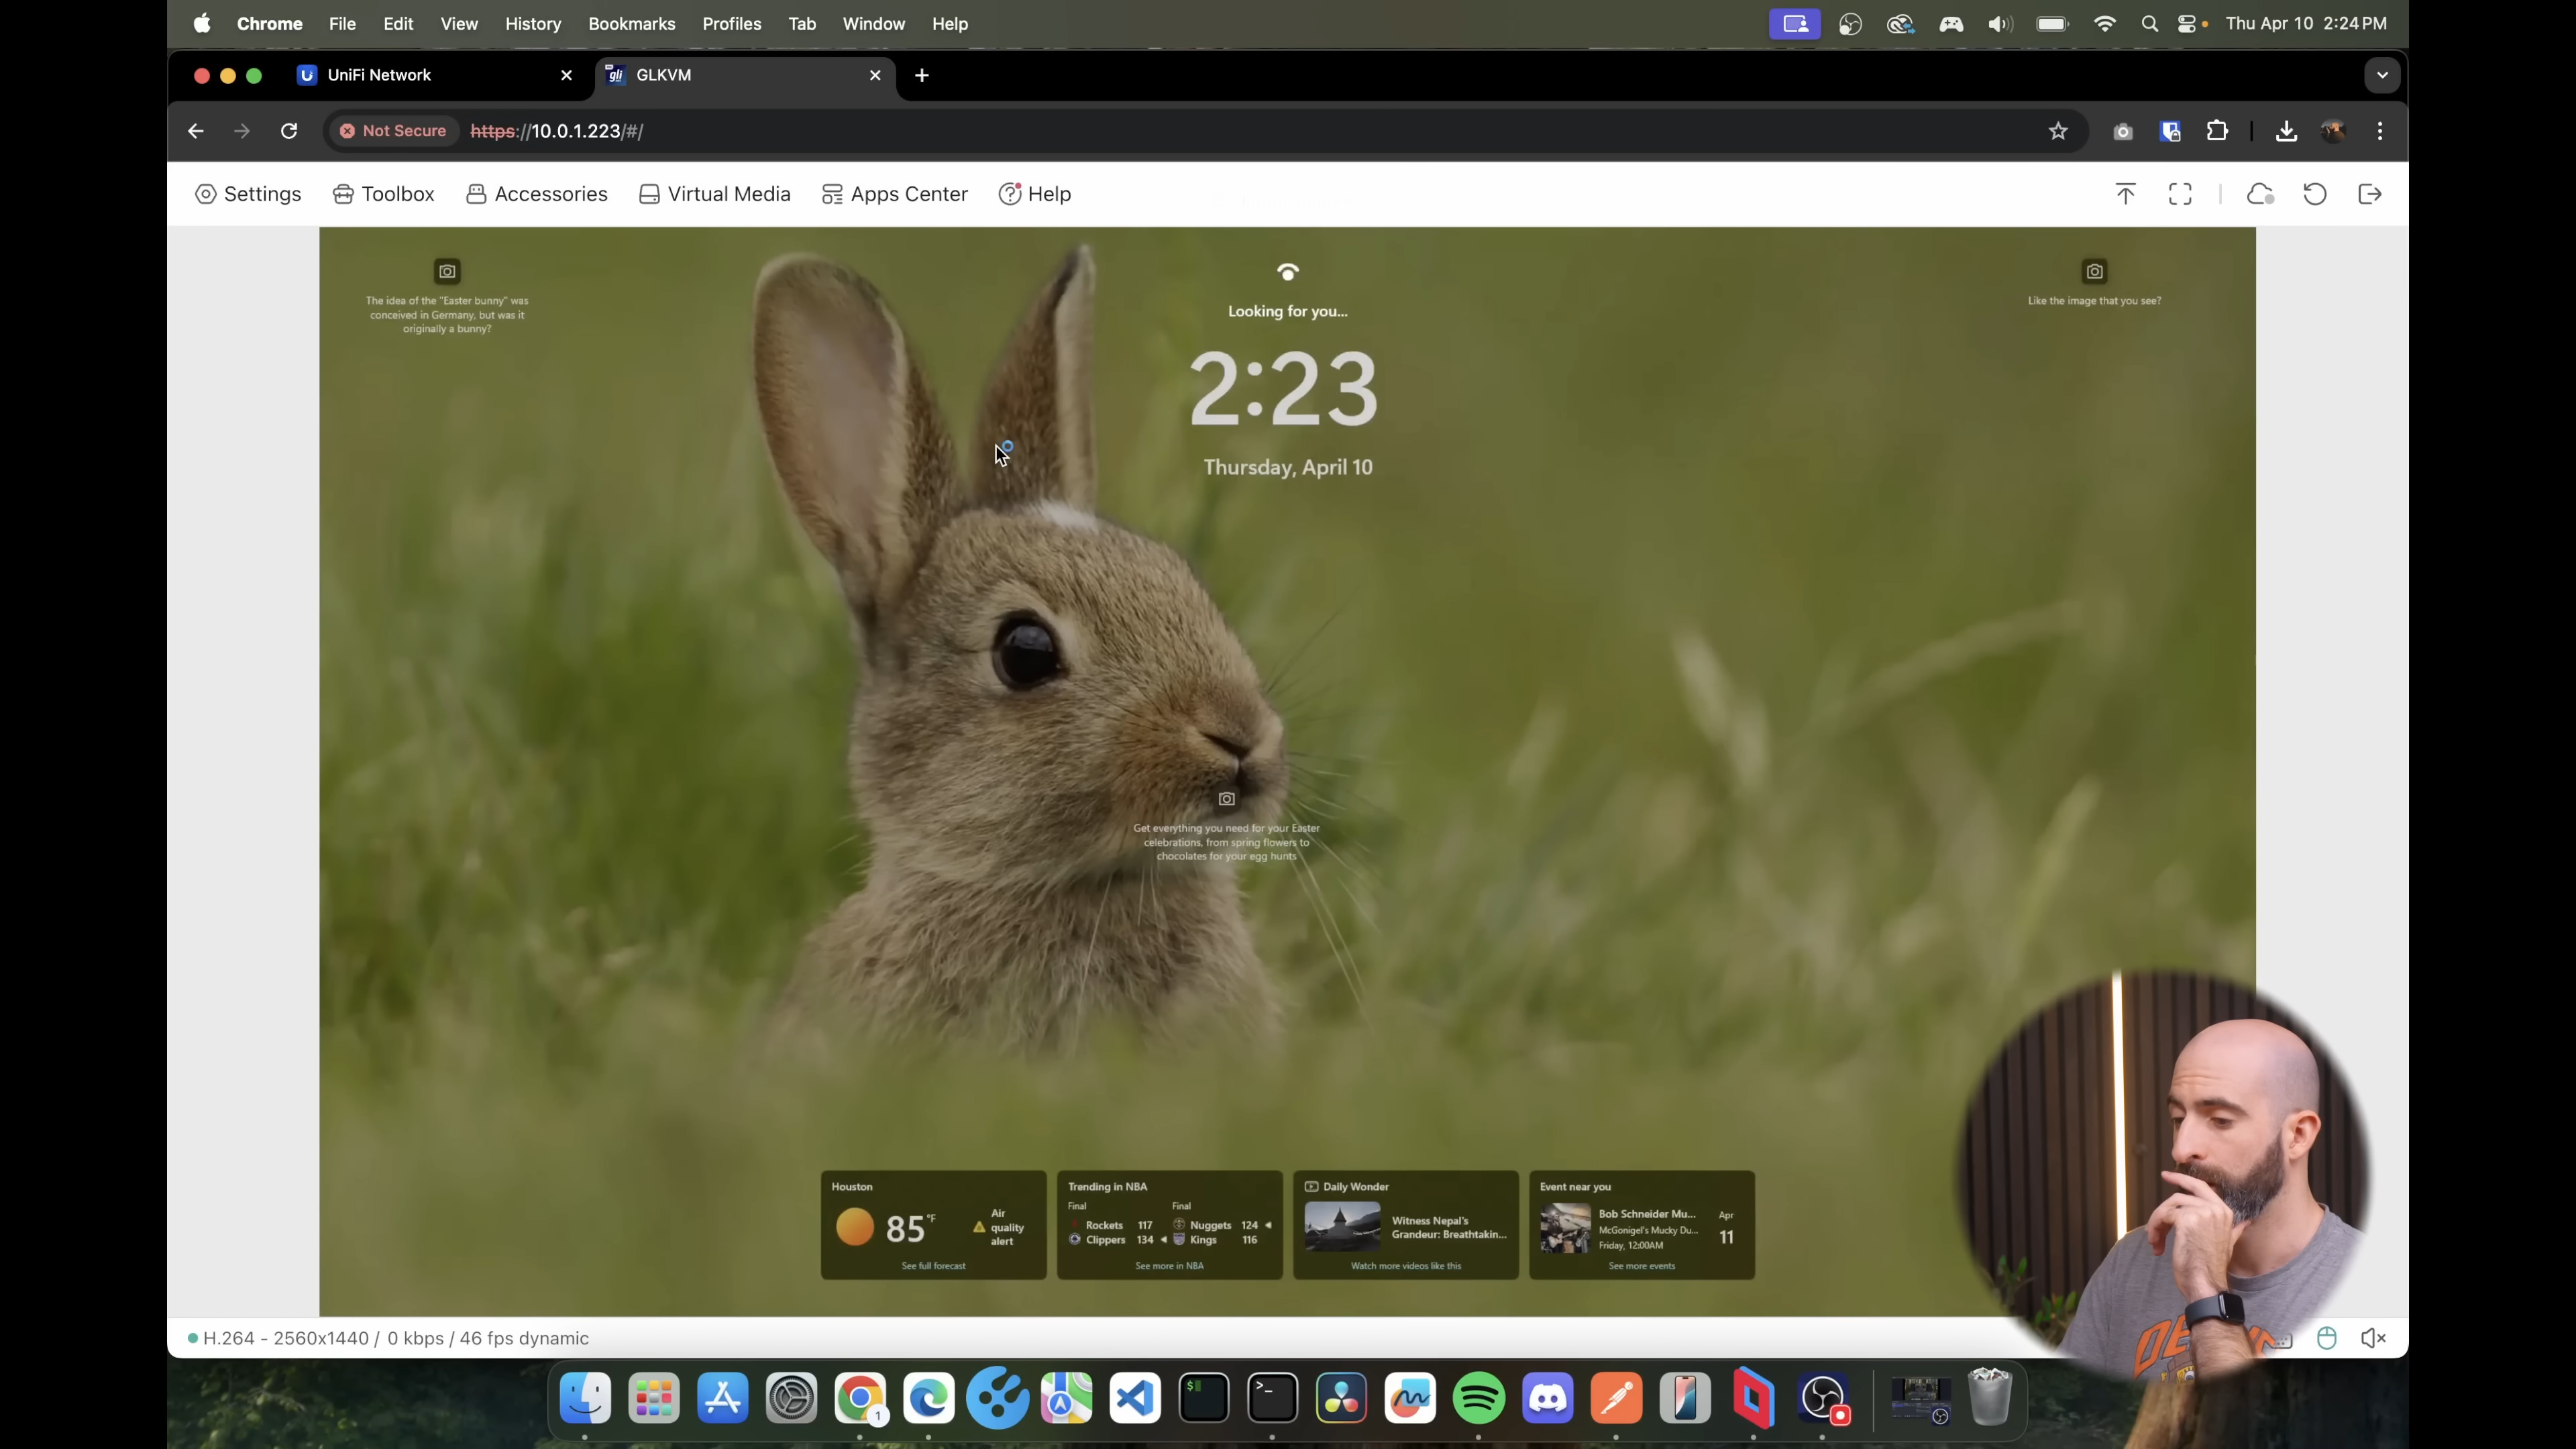 Chrome File Edit View History Bookmarks Profiles Tab Window Help
Thu Apr 10 2:24 PM
UniFi Network
gli GLKVM
Not Secure https://10.0.1.223/#/
Settings Toolbox Accessories Virtual Media Apps Center Help
The idea of the "Easter bunny" was
conceived in Germany, but was it
originally a bunny?
Looking for you...
2:23
Thursday, April 10
Like the image that you see?
Get everything you need for your Easter
celebrations, from spring flowers to
chocolates for your egg hunts
Houston
85 °F
Air
quality
alert
See full forecast
Trending in NBA
Final Final
Rockets 117 Nuggets 124
Clippers 134 Kings 116
See more in NBA
Daily Wonder
Witness Nepal's
Grandeur: Breathtakin...
Watch more videos like this
Event near you
Bob Schneider Mu...
McGonigel's Mucky Du...
Friday, 12:00AM
Apr
11
See more events
H.264 - 2560x1440 / 0 kbps / 46 fps dynamic
1
$
>_